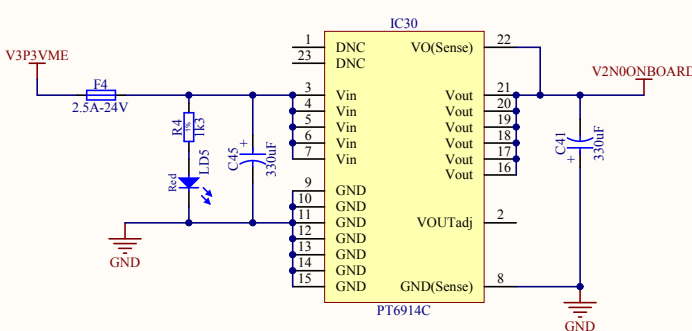 IC30
1 DNC VO(Sense) 22
23 DNC
V3P3VME
V2N0ONBOARD
F4
2.5A-24V
3 Vin Vout 21
4 Vin Vout 20
5 Vin Vout 19
6 Vin Vout 18
7 Vin Vout 17
Vout 16
R4
1%
1k3
C45
+
330uF
C41
+
330uF
Red
LD5
9 GND
10 GND
11 GND VOUTadj 2
12 GND
13 GND
14 GND
15 GND GND(Sense) 8
GND
PT6914C
GND